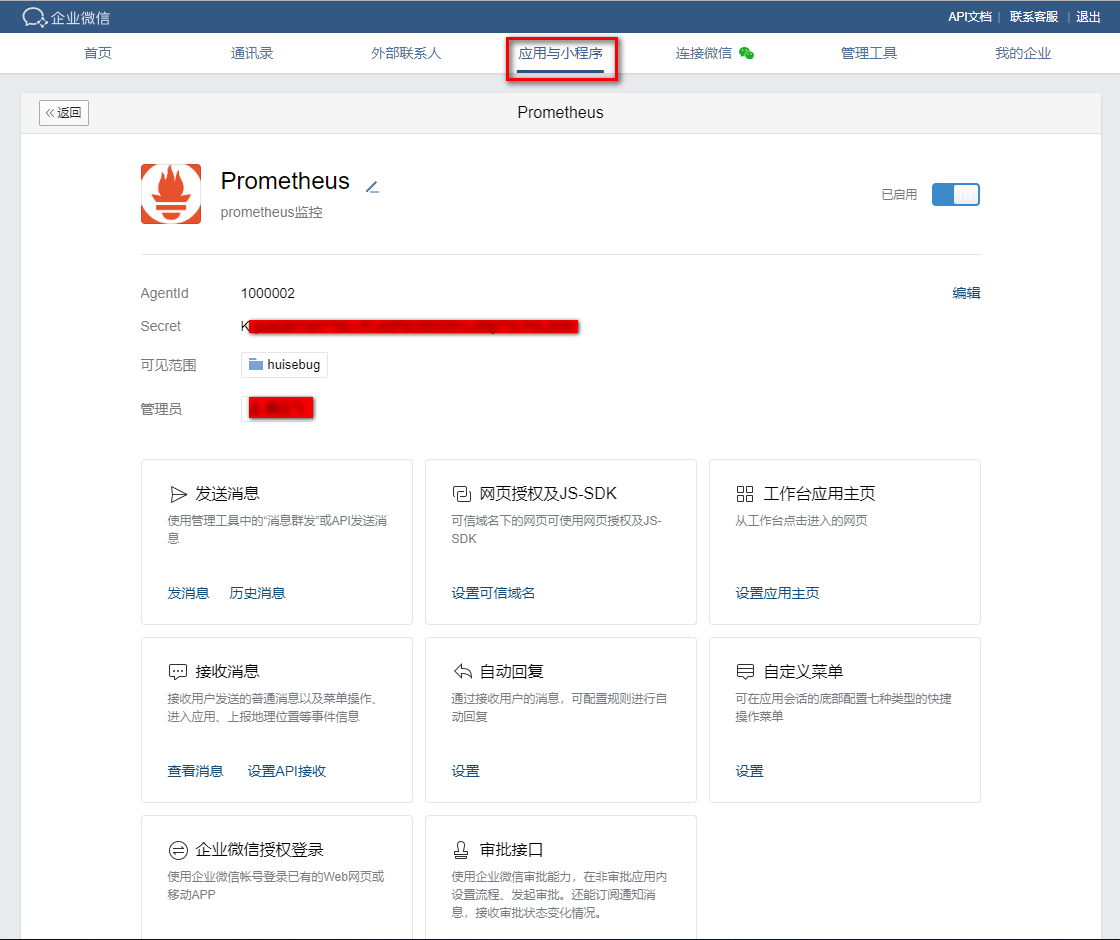 企业微信
API文档 | 联系客服 | 退出
首页 通讯录 外部联系人 应用与小程序 连接微信 管理工具 我的企业
«返回 Prometheus
Prometheus
prometheus监控
已启用
AgentId 1000002 编辑
Secret K
可见范围 huisebug
管理员
发送消息
使用管理工具中的“消息群发”或API发送消
息
发消息 历史消息
网页授权及JS-SDK
可信域名下的网页可使用网页授权及JS-
SDK
设置可信域名
工作台应用主页
从工作台点击进入的网页
设置应用主页
接收消息
接收用户发送的普通消息以及菜单操作、
进入应用、上报地理位置等事件信息
查看消息 设置API接收
自动回复
通过接收用户的消息，可配置规则进行自
动回复
设置
自定义菜单
可在应用会话的底部配置七种类型的快捷
操作菜单
设置
企业微信授权登录
使用企业微信帐号登录已有的Web网页或
移动APP
审批接口
使用企业微信审批能力，在非审批应用内
设置流程、发起审批。还能订阅通知消
息，接收审批状态变化情况。